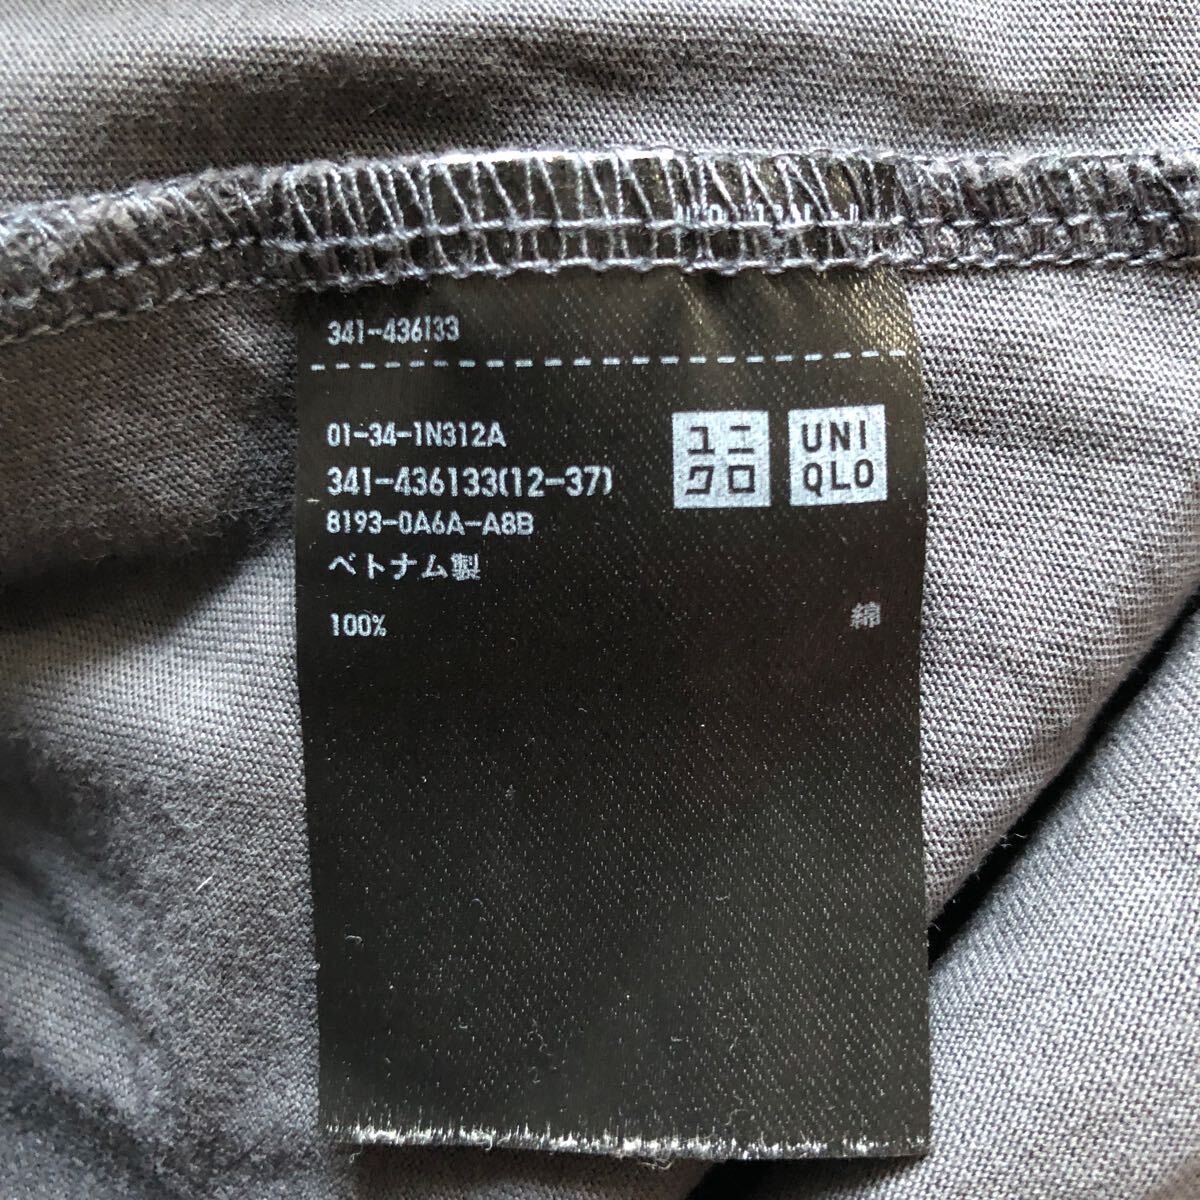 341-436133
01-34-1N312A
341-436133(12-37)
8193-0A6A-A8B
ベトナム製
100% 綿
ユニ
クロ
UNI
QLO